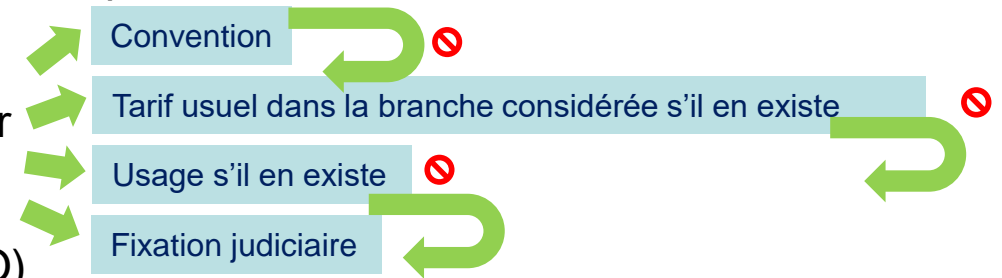 Convention
r
Tarif usuel dans la branche considérée s’il en existe
Usage s’il en existe
Fixation judiciaire
O)